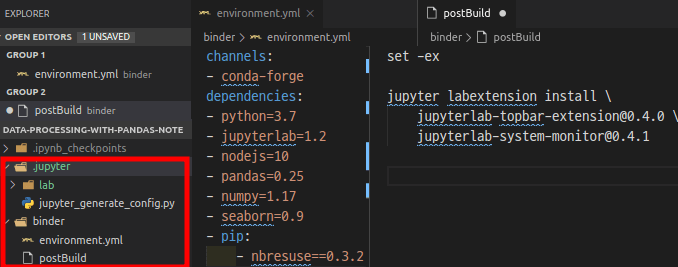 EXPLORER
OPEN EDITORS 1 UNSAVED
GROUP 1
environment.yml binder
GROUP 2
postBuild binder
DATA-PROCESSING-WITH-PANDAS-NOTE
.ipynb_checkpoints
.jupyter
lab
jupyter_generate_config.py
binder
environment.yml
postBuild
environment.yml
binder > environment.yml
channels:
- conda-forge
dependencies:
- python=3.7
- jupyterlab=1.2
- nodejs=10
- pandas=0.25
- numpy=1.17
- seaborn=0.9
- pip:
- nbresuse==0.3.2
postBuild
binder > postBuild
set -ex
jupyter labextension install \
jupyterlab-topbar-extension@0.4.0 \
jupyterlab-system-monitor@0.4.1